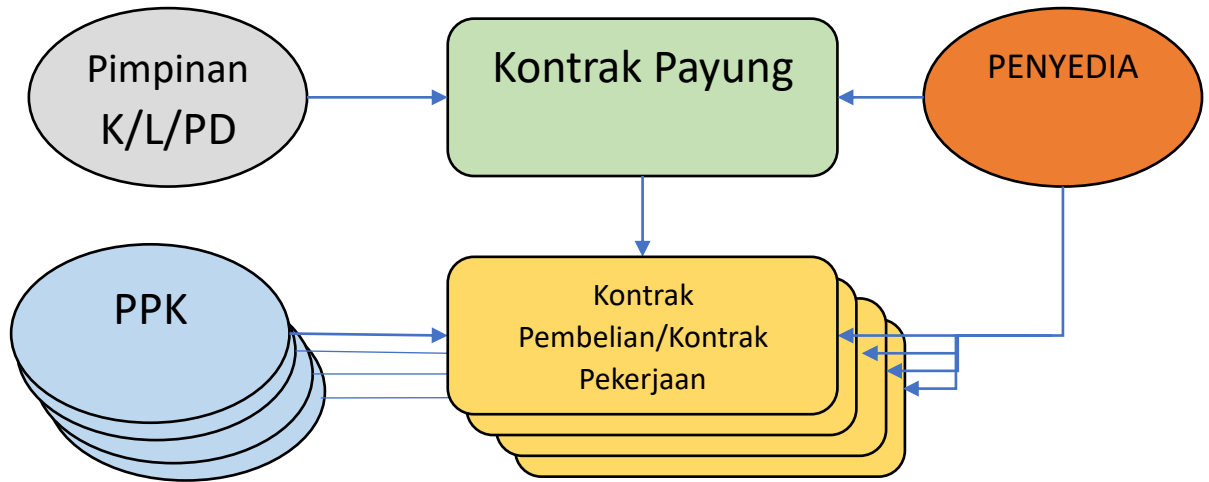 Pimpinan
K/L/PD
Kontrak Payung
PENYEDIA
PPK
Kontrak
Pembelian/Kontrak
Pekerjaan